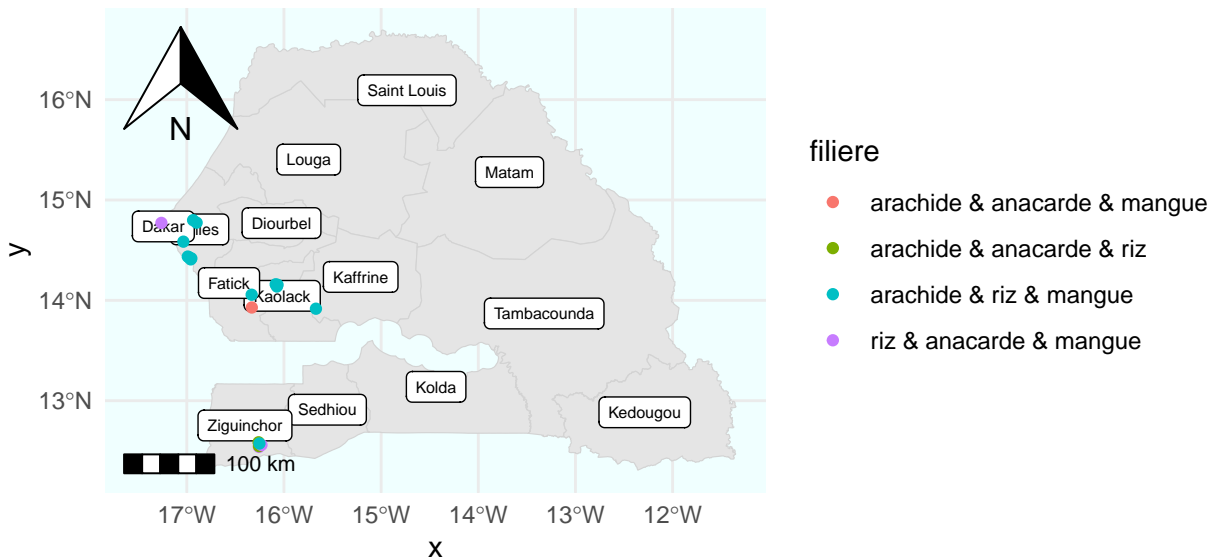 16°N
15°N
14°N
13°N
y
N
Saint Louis
Louga
Matam
Dakar
iles
Diourbel
Fatick
Kaolack
Kaffrine
Tambacounda
Kolda
Sedhiou
Ziguinchor
Kedougou
100 km
17°W
16°W
15°W
14°W
13°W
12°W
x
filiere
arachide & anacarde & mangue
arachide & anacarde & riz
arachide & riz & mangue
riz & anacarde & mangue